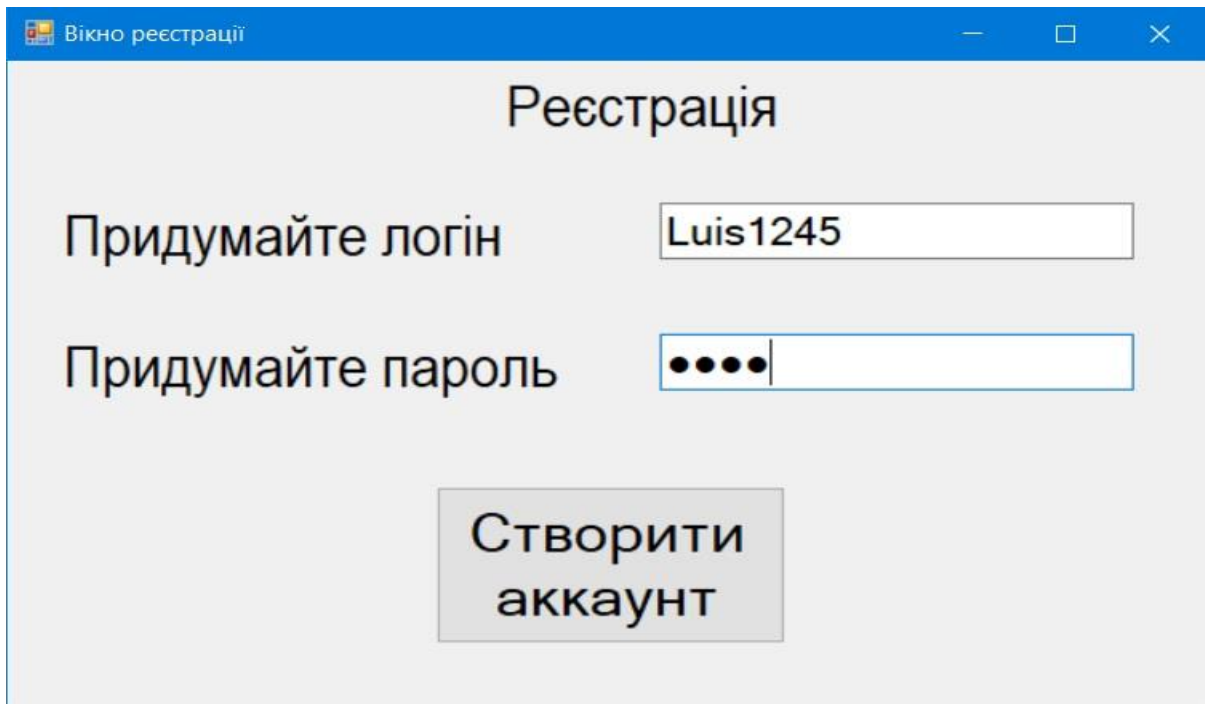 Вікно реєстрації
Реєстрація
Придумайте логін
Luis1245
Придумайте пароль
●●●●
Створити
аккаунт